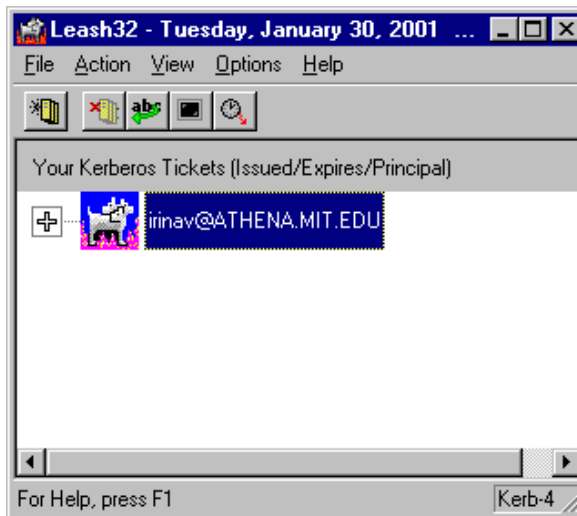 Leash32 - Tuesday, January 30, 2001 ...
File Action View Options Help
abc
Your Kerberos Tickets (Issued/Expires/Principal)
irinav@ATHENA.MIT.EDU
For Help, press F1 Kerb-4